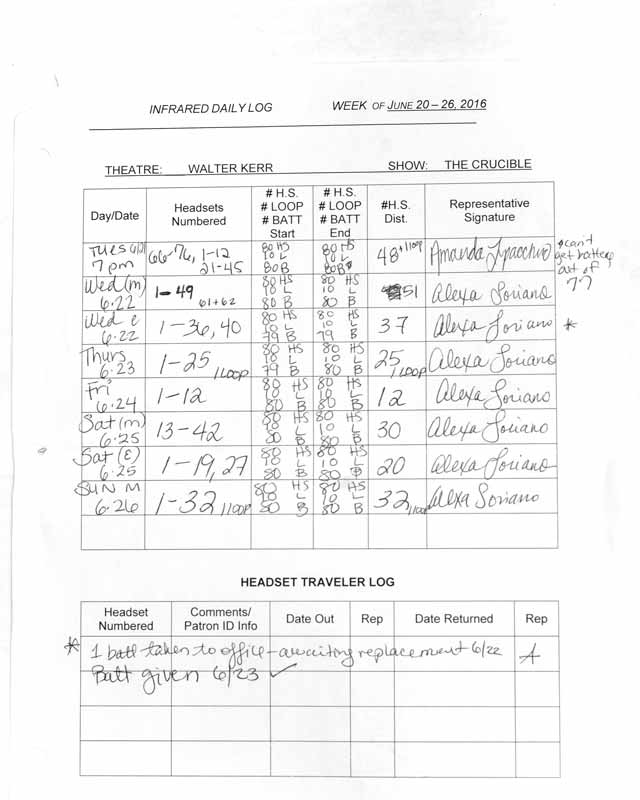 INFRARED DAILY LOG WEEK OF JUNE 20 – 26, 2016
THEATRE: WALTER KERR SHOW: THE CRUCIBLE
Day/Date Headsets Numbered # H.S. # LOOP # BATT Start # H.S. # LOOP # BATT End #H.S. Dist. Representative Signature
Tues 6/21 7pm 66-76, 1-12 21-45 80 HS 10 L 80 B 80 HS 10 L 80 B 48 + 1 loop Amanda * can't get battery out of 77
Wed (m) 6.22 1-49 61+62 80 HS 10 L 80 B 80 HS 10 L 80 B 51 Alexa Soriano
Wed e 6.22 1-36, 40 80 HS 10 L 79 B 80 HS 10 L 79 B 37 Alexa Soriano *
Thurs 6.23 1-25 1 LOOP 80 HS 10 L 79 B 80 HS 10 L 80 B 25 1 LOOP Alexa Soriano
Fri 6.24 1-12 80 HS 10 L 80 B 80 HS 10 L 80 B 12 Alexa Soriano
Sat (m) 6.25 13-42 80 HS 10 L 80 B 80 HS 10 L 80 B 30 Alexa Soriano
Sat (E) 6.25 1-19, 27 80 HS 10 L 80 B 80 HS 10 L 80 B 20 Alexa Soriano
SUN M 6.26 1-32 1 LOOP 80 HS 10 L 80 B 80 HS 10 L 80 B 32 1 LOOP Alexa Soriano
HEADSET TRAVELER LOG
Headset Numbered Comments/ Patron ID Info Date Out Rep Date Returned Rep
* 1 batt taken to office - awaiting replacement 6/22 A
Batt given 6/23 ✓